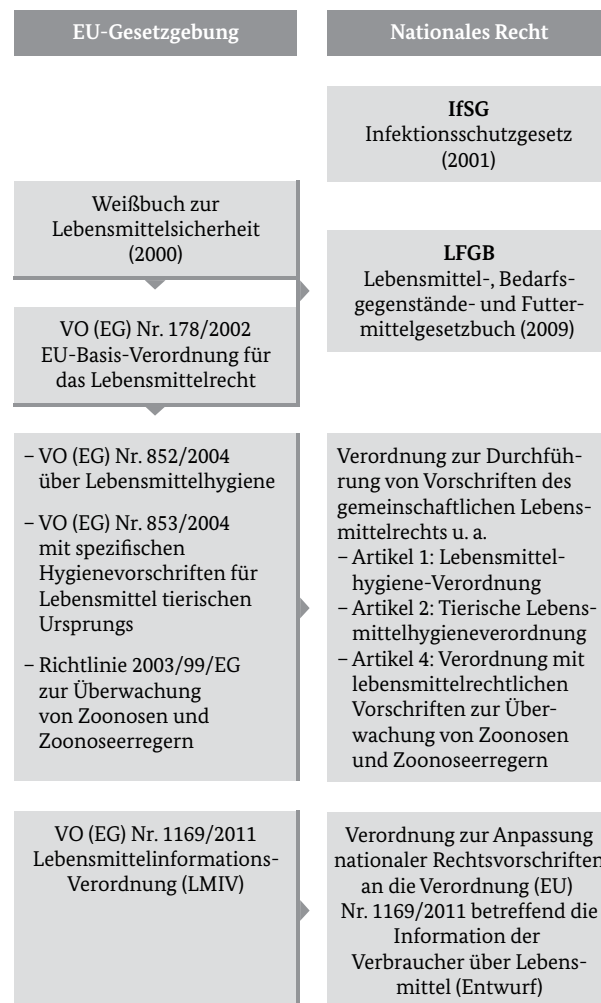 EU-Gesetzgebung
Nationales Recht
IfSG
Infektionsschutzgesetz
(2001)
Weißbuch zur
Lebensmittelsicherheit
(2000)
LFGB
Lebensmittel-, Bedarfs-
gegenstände- und Futter-
mittelgesetzbuch (2009)
VO (EG) Nr. 178/2002
EU-Basis-Verordnung für
das Lebensmittelrecht
– VO (EG) Nr. 852/2004
über Lebensmittelhygiene
– VO (EG) Nr. 853/2004
mit spezifischen
Hygienevorschriften für
Lebensmittel tierischen
Ursprungs
– Richtlinie 2003/99/EG
zur Überwachung
von Zoonosen und
Zoonoseerregern
Verordnung zur Durchfüh-
rung von Vorschriften des
gemeinschaftlichen Lebens-
mittelrechts u. a.
– Artikel 1: Lebensmittel-
hygiene-Verordnung
– Artikel 2: Tierische Lebens-
mittelhygieneverordnung
– Artikel 4: Verordnung mit
lebensmittelrechtlichen
Vorschriften zur Über-
wachung von Zoonosen
und Zoonoseerregern
VO (EG) Nr. 1169/2011
Lebensmittelinformations-
Verordnung (LMIV)
Verordnung zur Anpassung
nationaler Rechtsvorschriften
an die Verordnung (EU)
Nr. 1169/2011 betreffend die
Information der
Verbraucher über Lebens-
mittel (Entwurf)